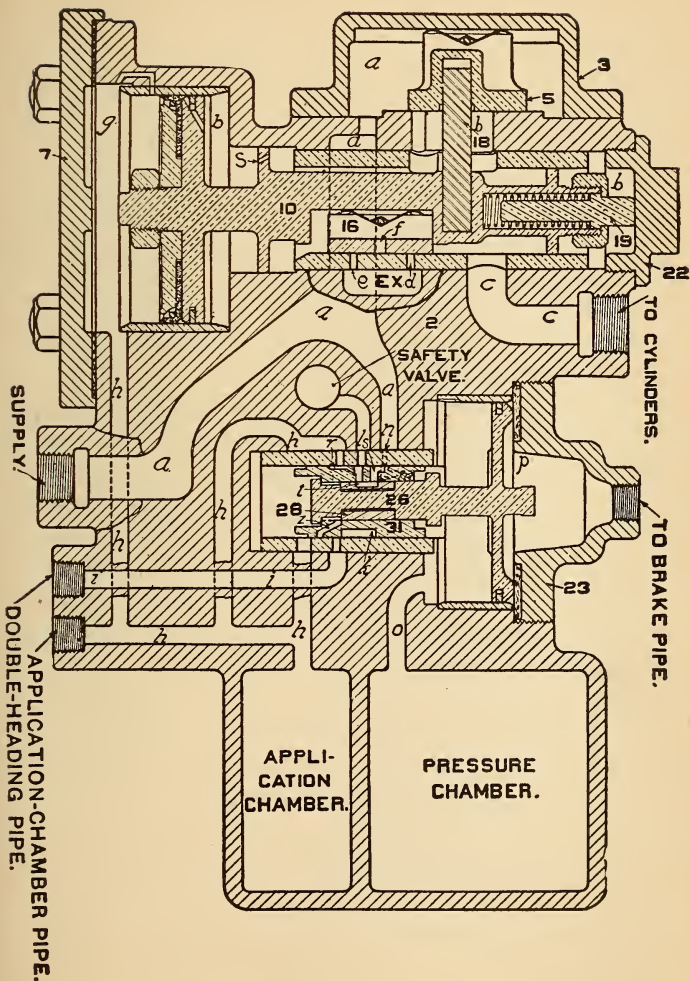 a
3
5
g
b
7
S
d
b
18
b
10
16
f
19
e
EX
d
22
c
c
a
2
SAFETY
VALVE.
TO CYLINDERS.
h
a
SUPPLY.
a
h
r
n
p
28
26
31
h
h
i
i
23
TO BRAKE PIPE.
h
h
o
DOUBLE-HEADING PIPE.
APPLICATION-CHAMBER PIPE.
APPLI-
CATION
CHAMBER.
PRESSURE
CHAMBER.